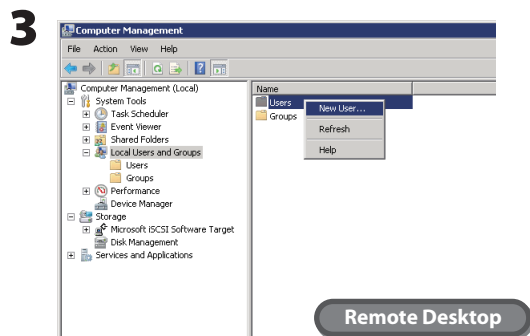 3
Computer Management
File Action View Help
Computer Management (Local)
System Tools
Task Scheduler
Event Viewer
Shared Folders
Local Users and Groups
Users
Groups
Performance
Device Manager
Storage
Microsoft iSCSI Software Target
Disk Management
Services and Applications
Name
Users
Groups
New User...
Refresh
Help
Remote Desktop